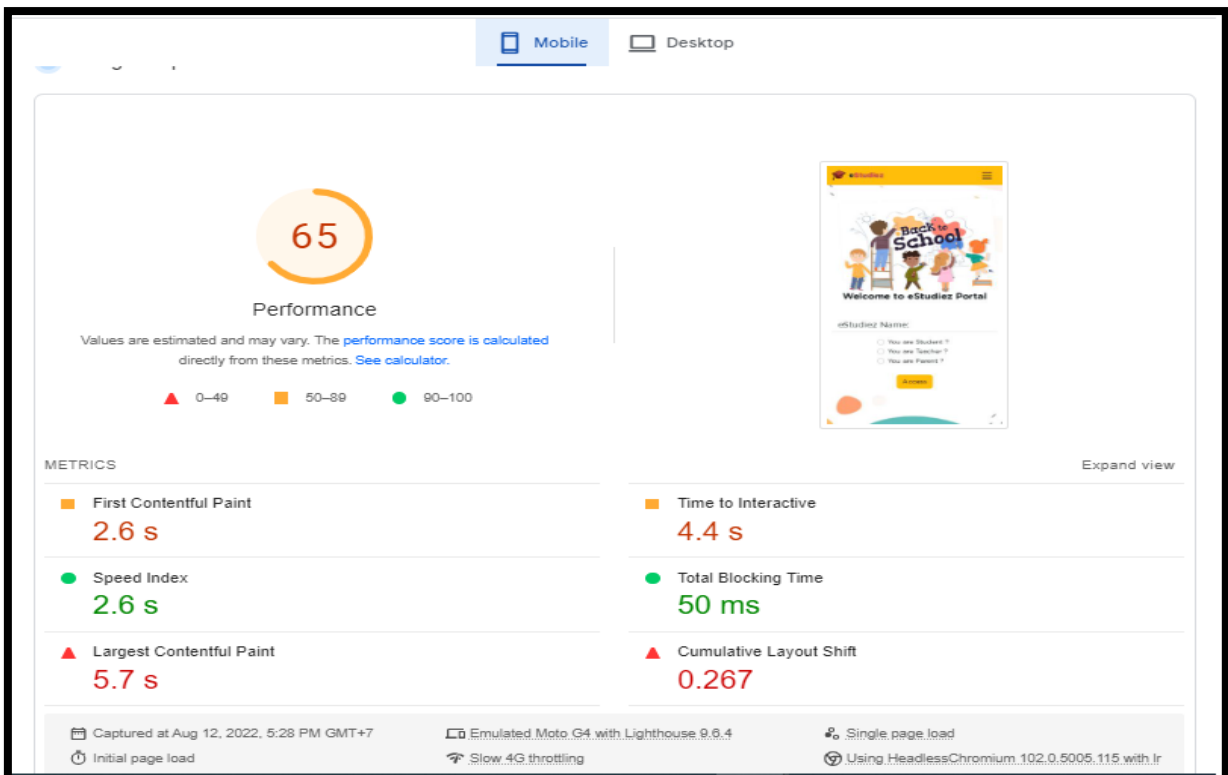 Mobile
Desktop
eStudiez
Back to
School
Welcome to eStudiez Portal
eStudiez Name:
You are Student ?
You are Teacher ?
You are Parent ?
Access
65
Performance
Values are estimated and may vary. The performance score is calculated
directly from these metrics. See calculator.
0–49
50–89
90–100
METRICS
Expand view
First Contentful Paint
2.6 s
Time to Interactive
4.4 s
Speed Index
2.6 s
Total Blocking Time
50 ms
Largest Contentful Paint
5.7 s
Cumulative Layout Shift
0.267
Captured at Aug 12, 2022, 5:28 PM GMT+7
Emulated Moto G4 with Lighthouse 9.6.4
Single page load
Initial page load
Slow 4G throttling
Using HeadlessChromium 102.0.5005.115 with lr